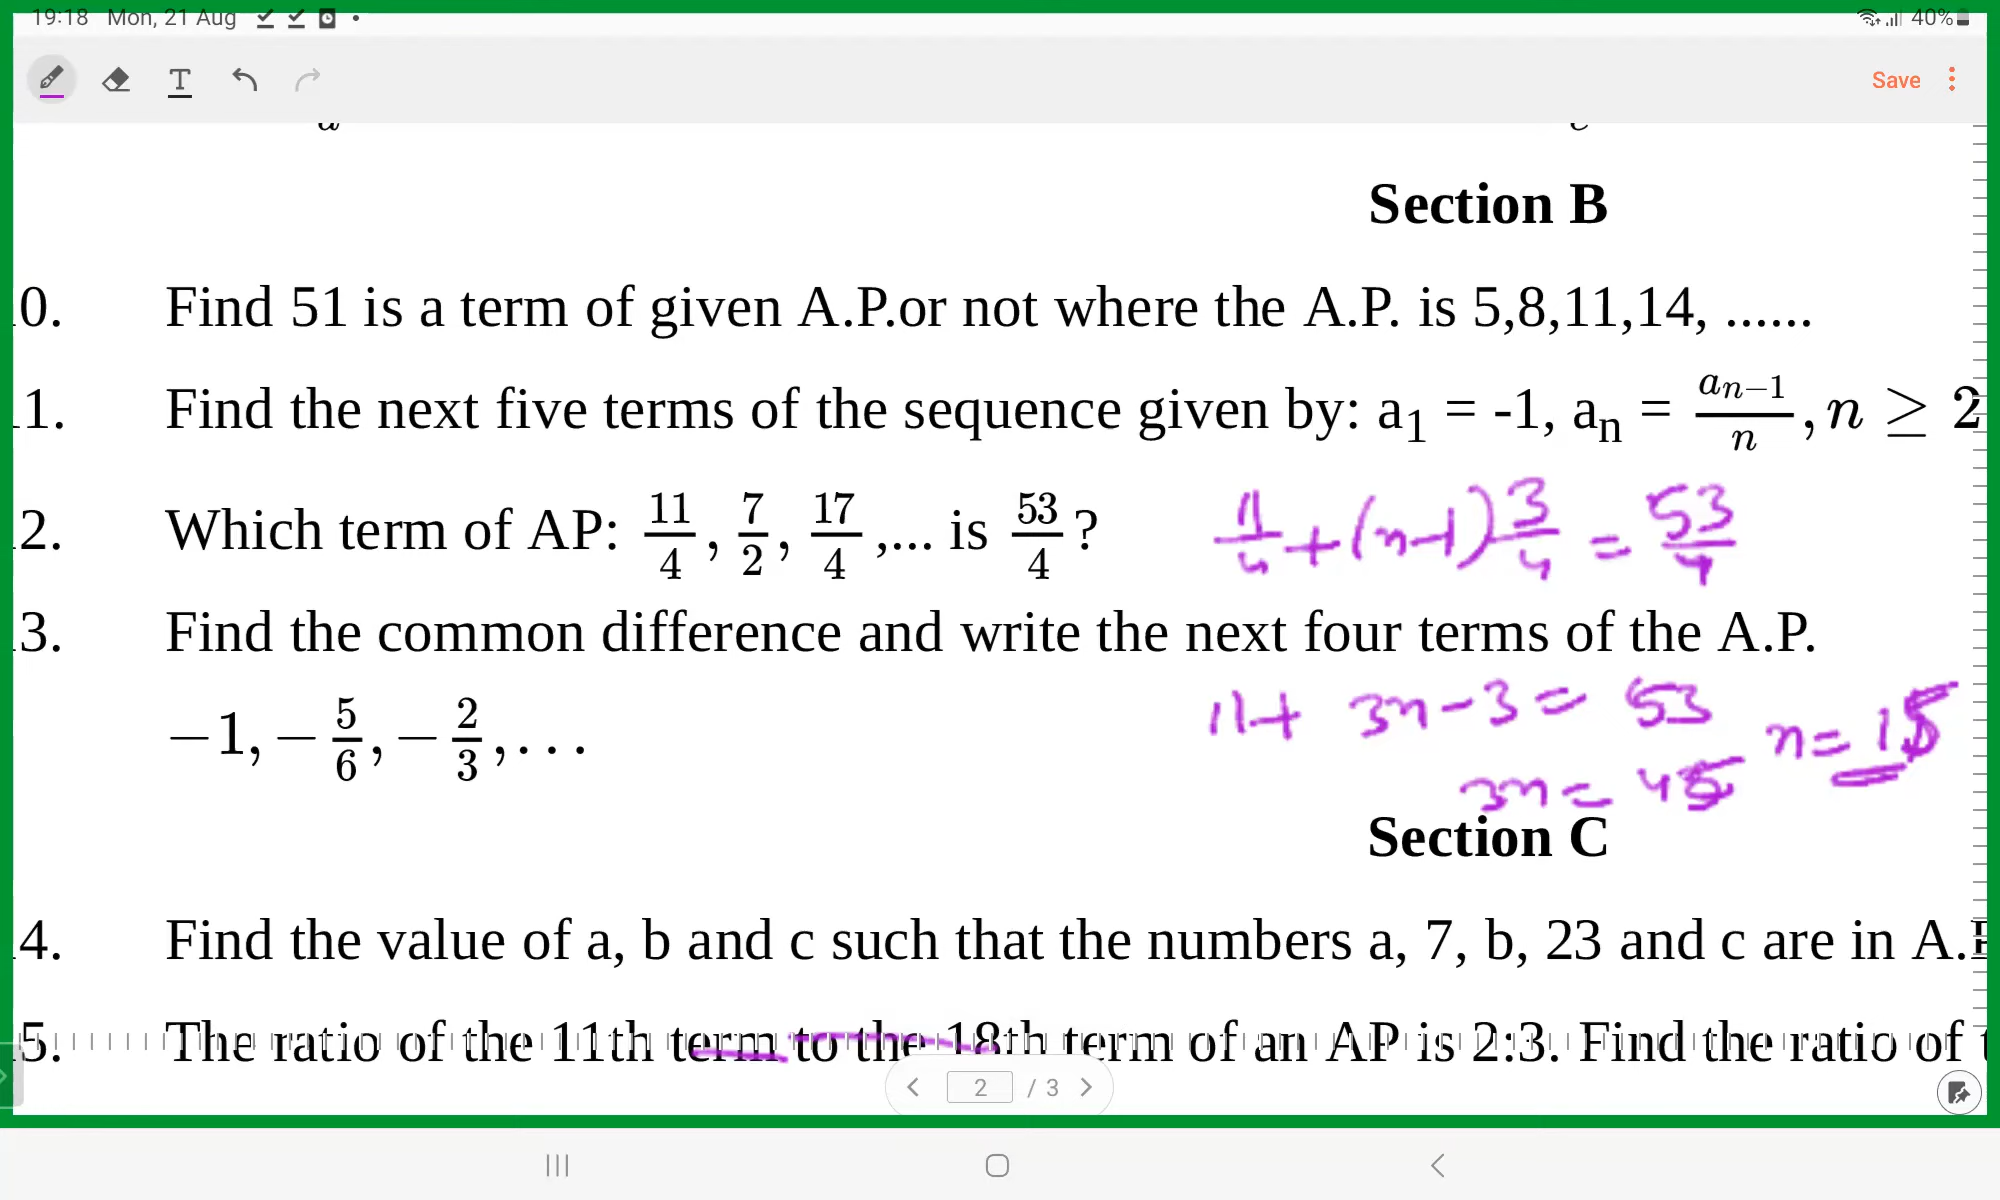 19:18 Mon, 21 Aug
40%
T
Save
Section B
0. Find 51 is a term of given A.P.or not where the A.P. is 5,8,11,14, ......
1. Find the next five terms of the sequence given by: a₁ = -1, aₙ = aₙ₋₁/n, n ≥ 2
2. Which term of AP: 11/4, 7/2, 17/4 ,... is 53/4? 11/4 + (n-1) 3/4 = 53/4
3. Find the common difference and write the next four terms of the A.P.
−1, −5/6, −2/3, . . .
11+ 3n-3 = 53
n = 15
3n = 45
Section C
4. Find the value of a, b and c such that the numbers a, 7, b, 23 and c are in A.P
5. The ratio of the 11th term to the 18th term of an AP is 2:3. Find the ratio of
2 / 3